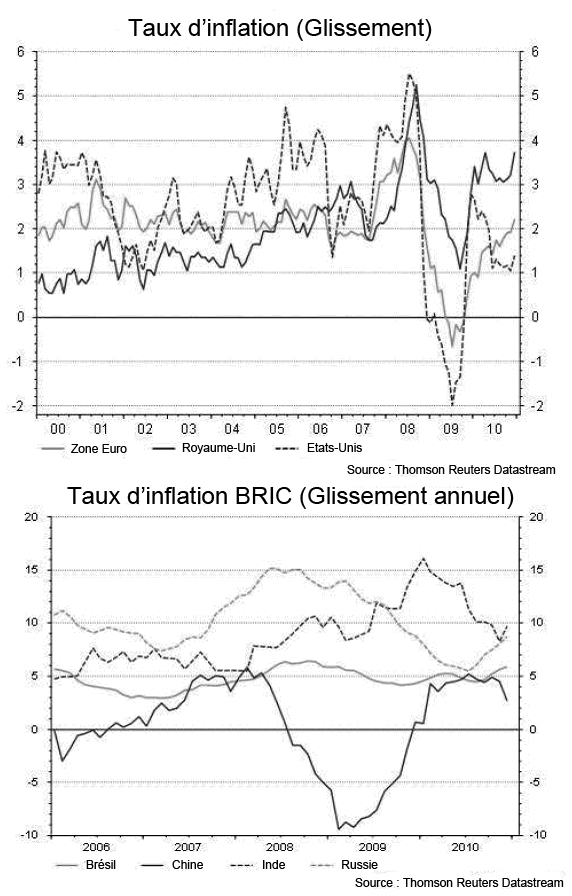 Taux d'inflation (Glissement)
6 6
5 5
4 4
3 3
2 2
1 1
0 0
-1 -1
-2 -2
00 01 02 03 04 05 06 07 08 09 10
Zone Euro Royaume-Uni Etats-Unis
Source : Thomson Reuters Datastream
Taux d'inflation BRIC (Glissement annuel)
20 20
15 15
10 10
5 5
0 0
-5 -5
-10 -10
2006 2007 2008 2009 2010
Brésil Chine Inde Russie
Source : Thomson Reuters Datastream